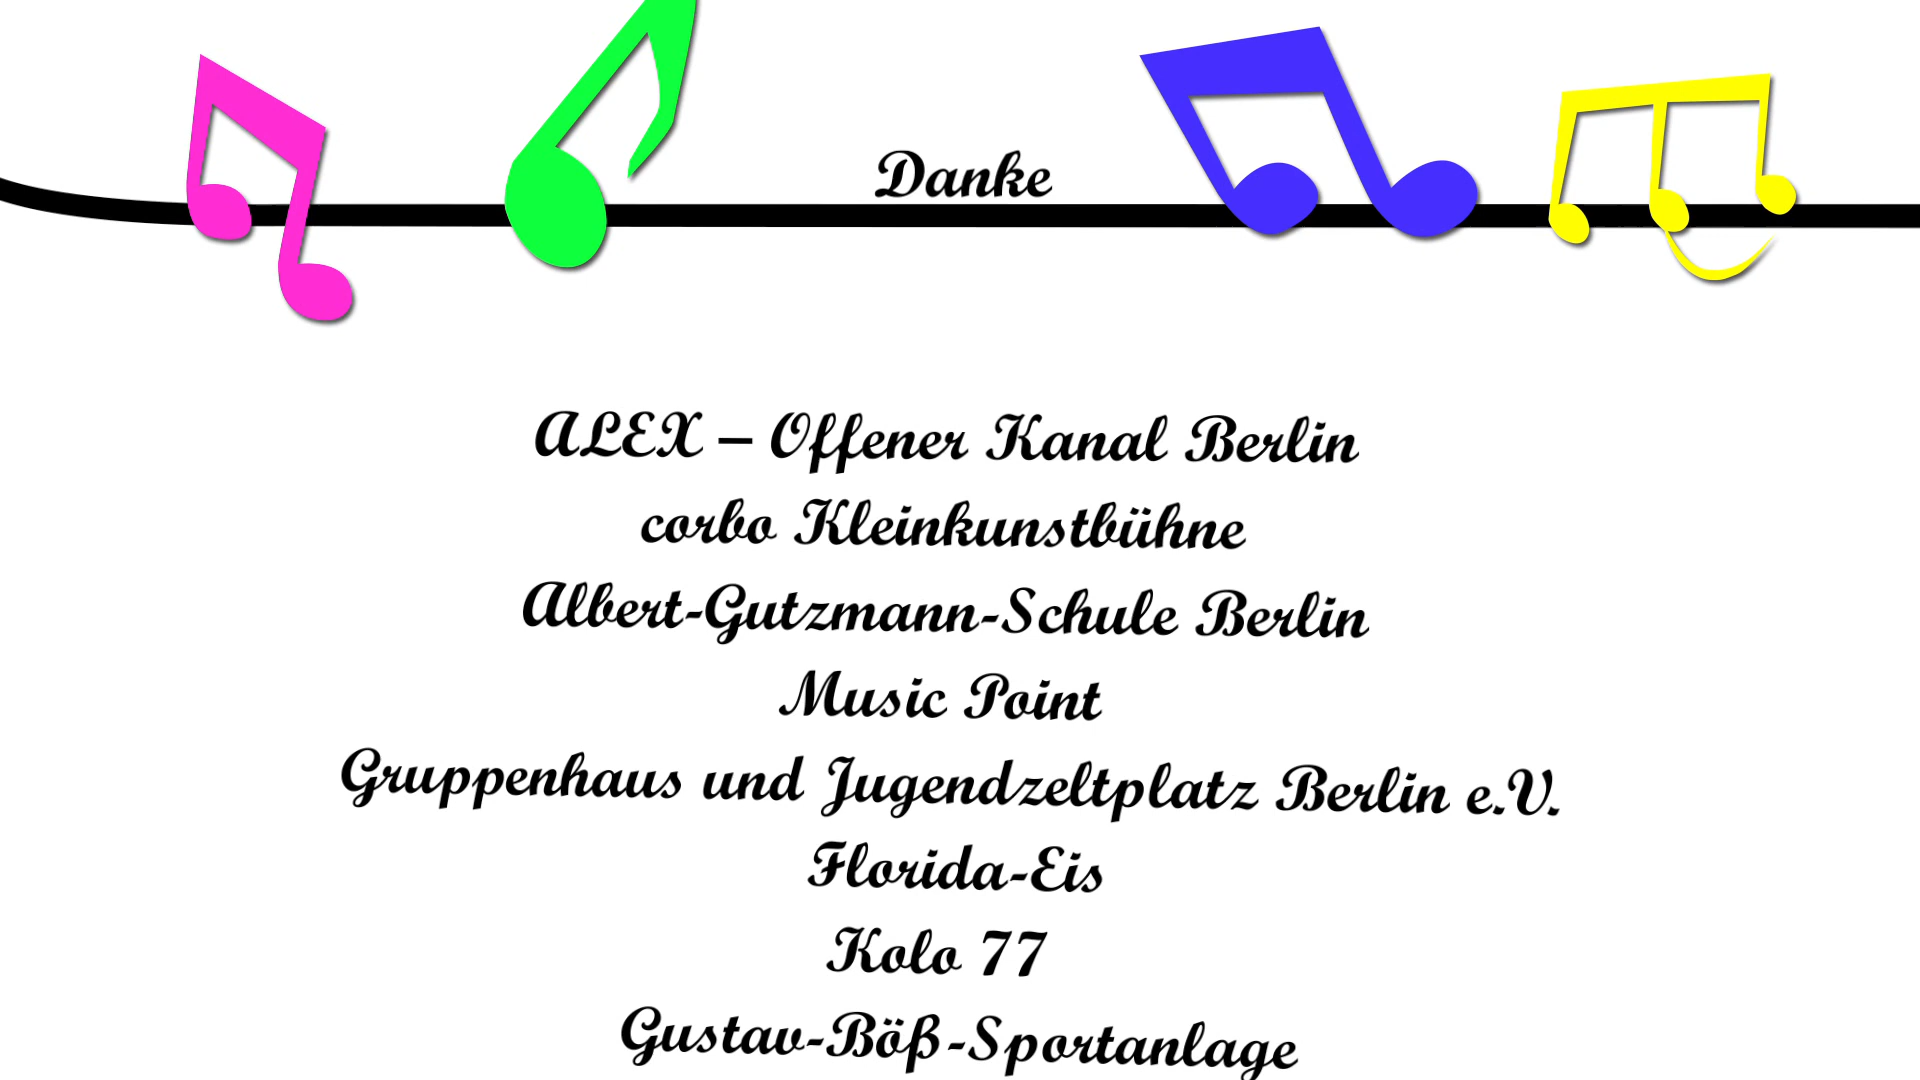 Danke
ALEX – Offener Kanal Berlin
corbo Kleinkunstbühne
Albert-Gutzmann-Schule Berlin
Music Point
Gruppenhaus und Jugendzeltplatz Berlin e.V.
Florida-Eis
Kolo 77
Gustav-Böß-Sportanlage